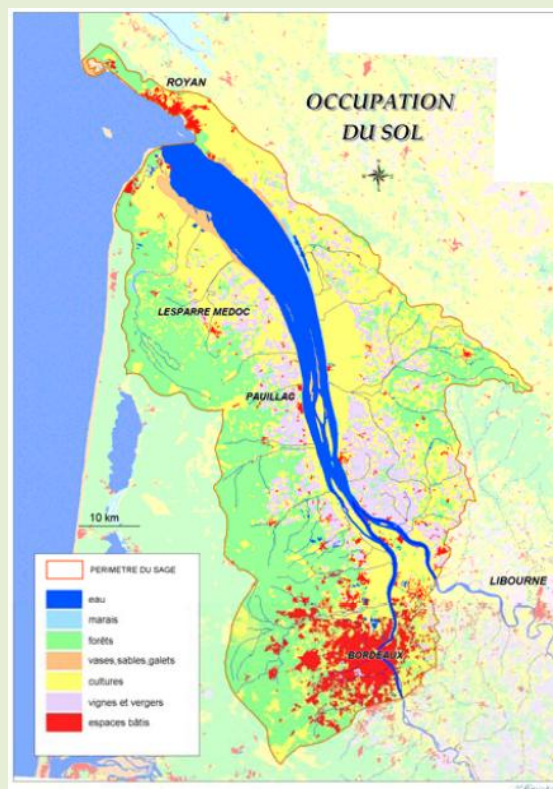 ROYAN
OCCUPATION
DU SOL
LESPARRE MEDOC
PAUILLAC
10 km
LIBOURNE
BORDEAUX
PERIMETRE DU SAGE
eau
marais
forêts
vases,sables,galets
cultures
vignes et vergers
espaces bâtis